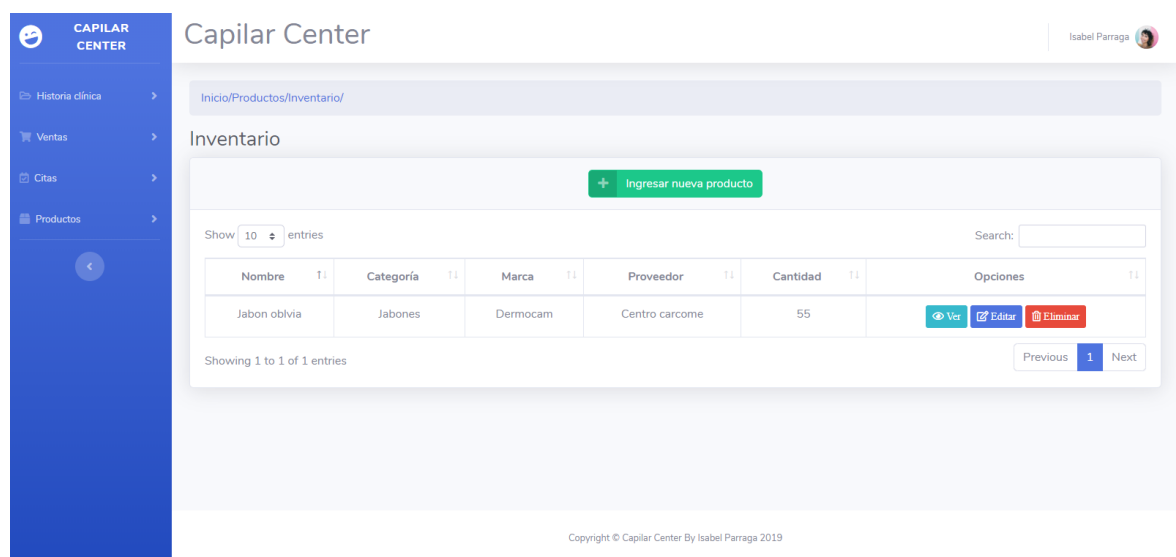 CAPILAR
CENTER
Capilar Center
Isabel Parraga
Historia clínica
Ventas
Citas
Productos
Inicio/Productos/Inventario/
Inventario
Ingresar nueva producto
Show 10 entries
Search:
Nombre Categoría Marca Proveedor Cantidad Opciones
Jabon oblvia Jabones Dermocam Centro carcome 55 Ver Editar Eliminar
Showing 1 to 1 of 1 entries
Previous 1 Next
Copyright © Capilar Center By Isabel Parraga 2019